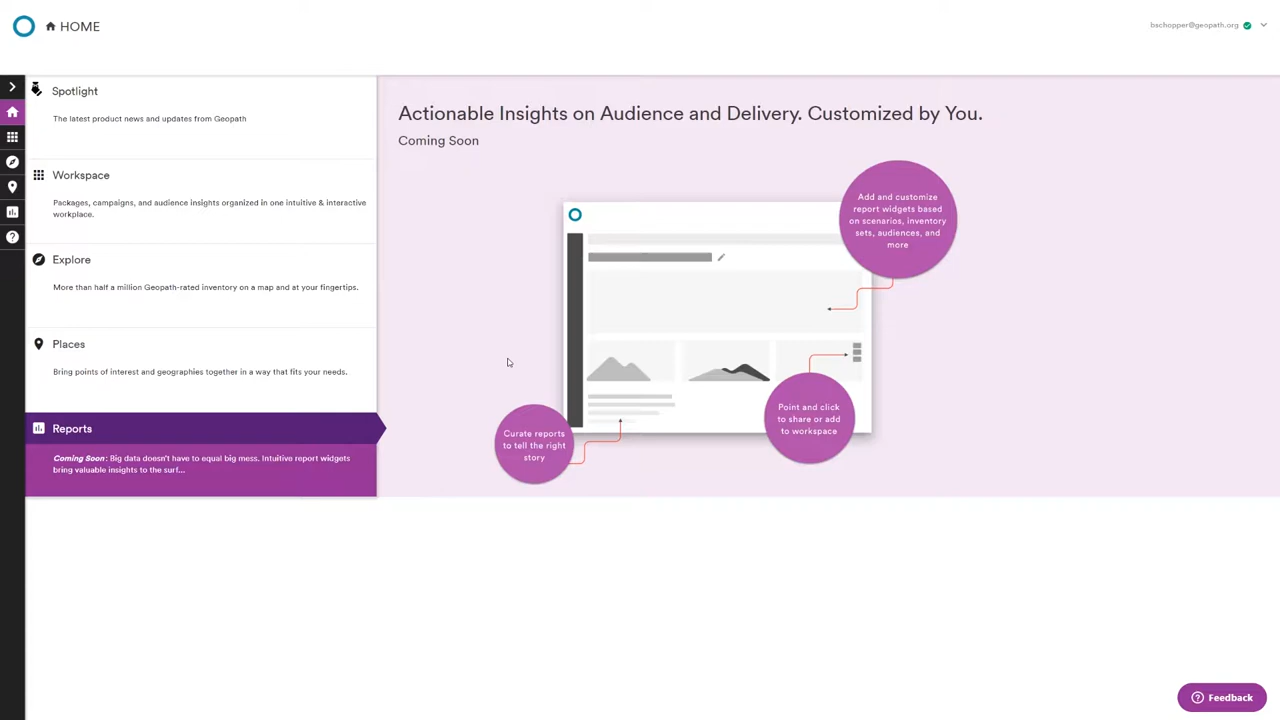 HOME
bschopper@geopath.org
Spotlight
The latest product news and updates from Geopath
Workspace
Packages, campaigns, and audience insights organized in one intuitive & interactive
workplace.
Explore
More than half a million Geopath-rated inventory on a map and at your fingertips.
Places
Bring points of interest and geographies together in a way that fits your needs.
Reports
Coming Soon: Big data doesn't have to equal big mess. Intuitive report widgets
bring valuable insights to the surf...
Actionable Insights on Audience and Delivery. Customized by You.
Coming Soon
Add and customize
report widgets based
on scenarios, inventory
sets, audiences, and
more
Point and click
to share or add
to workspace
Curate reports
to tell the right
story
Feedback